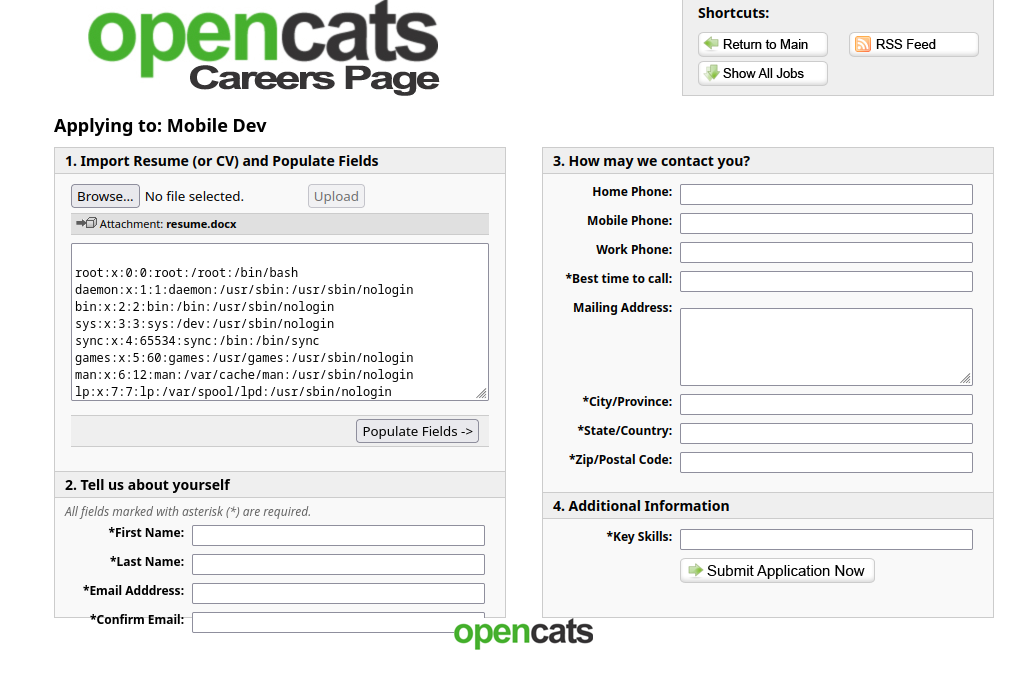 opencats
Careers Page
Shortcuts:
Return to Main
RSS Feed
Show All Jobs
Applying to: Mobile Dev
1. Import Resume (or CV) and Populate Fields
Browse... No file selected. Upload
Attachment: resume.docx
root:x:0:0:root:/root:/bin/bash
daemon:x:1:1:daemon:/usr/sbin:/usr/sbin/nologin
bin:x:2:2:bin:/bin:/usr/sbin/nologin
sys:x:3:3:sys:/dev:/usr/sbin/nologin
sync:x:4:65534:sync:/bin:/bin/sync
games:x:5:60:games:/usr/games:/usr/sbin/nologin
man:x:6:12:man:/var/cache/man:/usr/sbin/nologin
lp:x:7:7:lp:/var/spool/lpd:/usr/sbin/nologin
Populate Fields ->
2. Tell us about yourself
All fields marked with asterisk (*) are required.
*First Name:
*Last Name:
*Email Adddress:
*Confirm Email:
3. How may we contact you?
Home Phone:
Mobile Phone:
Work Phone:
*Best time to call:
Mailing Address:
*City/Province:
*State/Country:
*Zip/Postal Code:
4. Additional Information
*Key Skills:
Submit Application Now
opencats